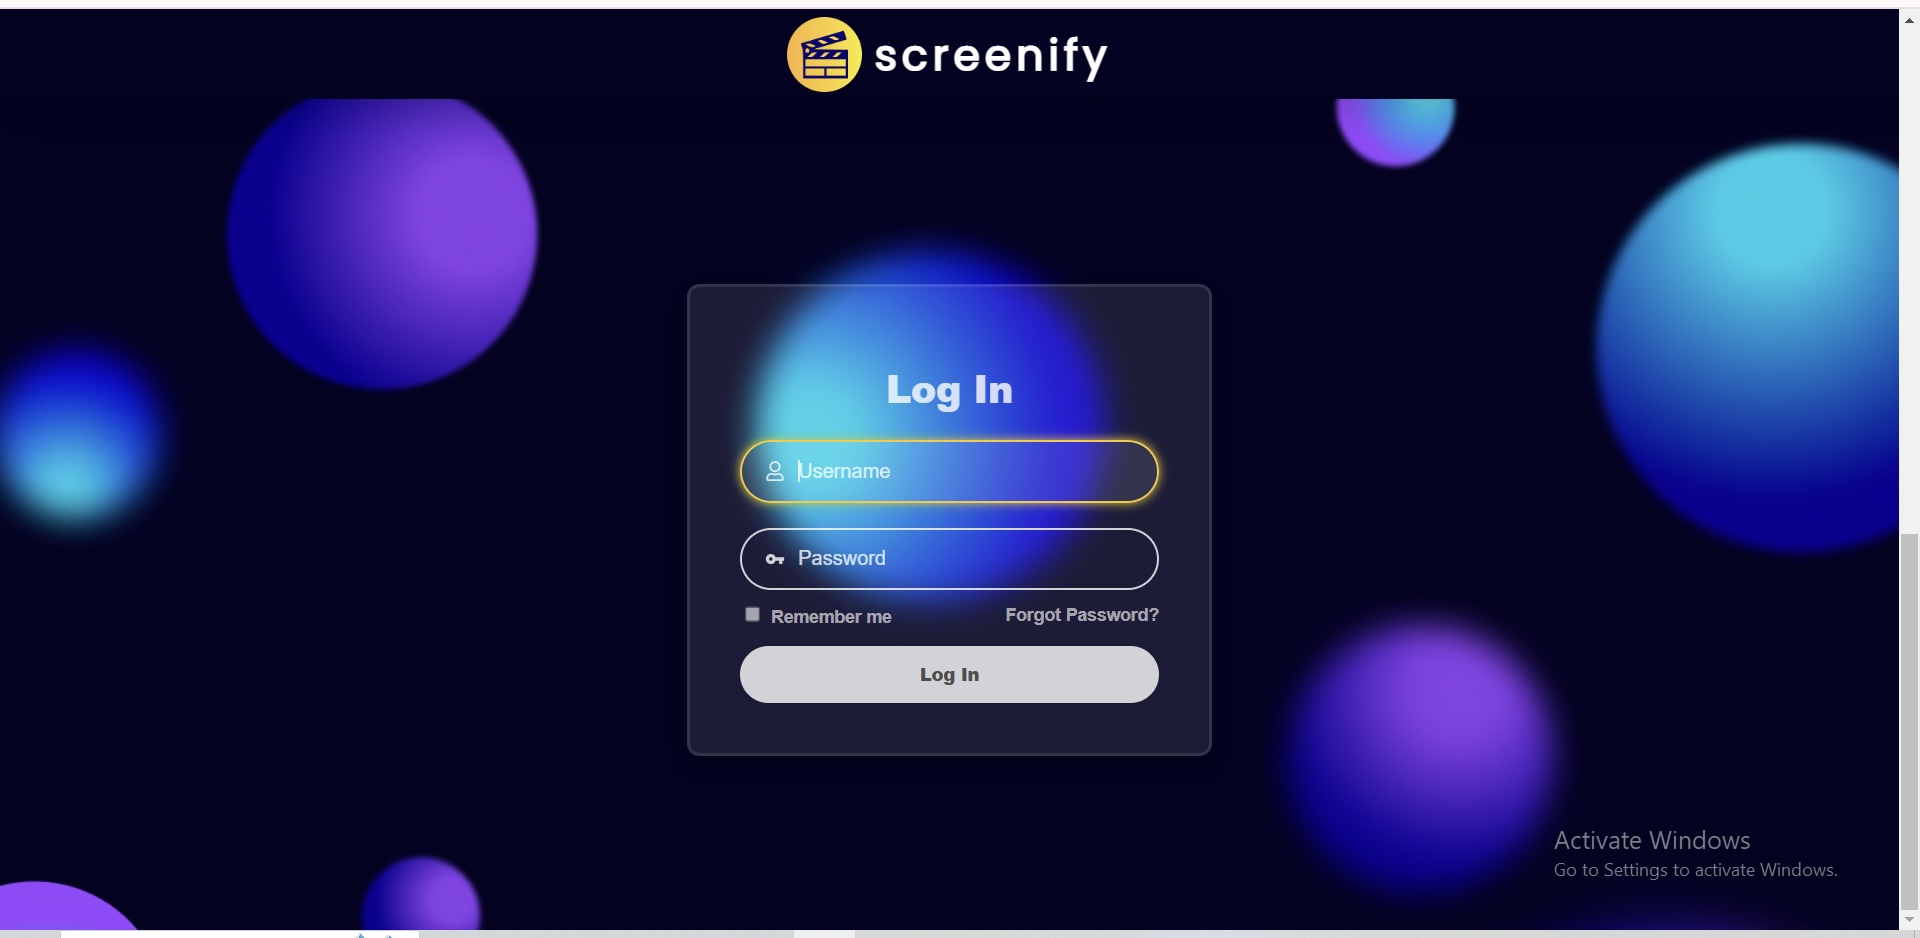 screenify
Log In
Username
Password
Remember me
Forgot Password?
Log In
Activate Windows
Go to Settings to activate Windows.